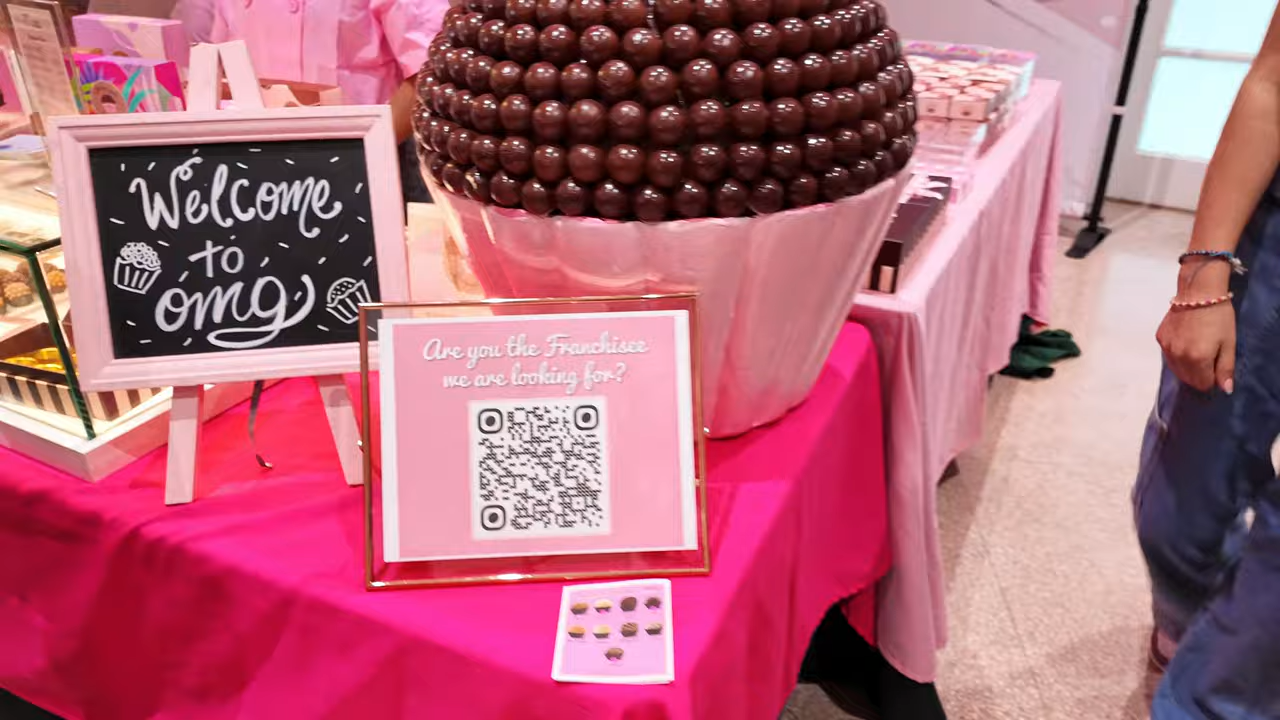 Welcome
to
omg
Are you the Franchisee
we are looking for?